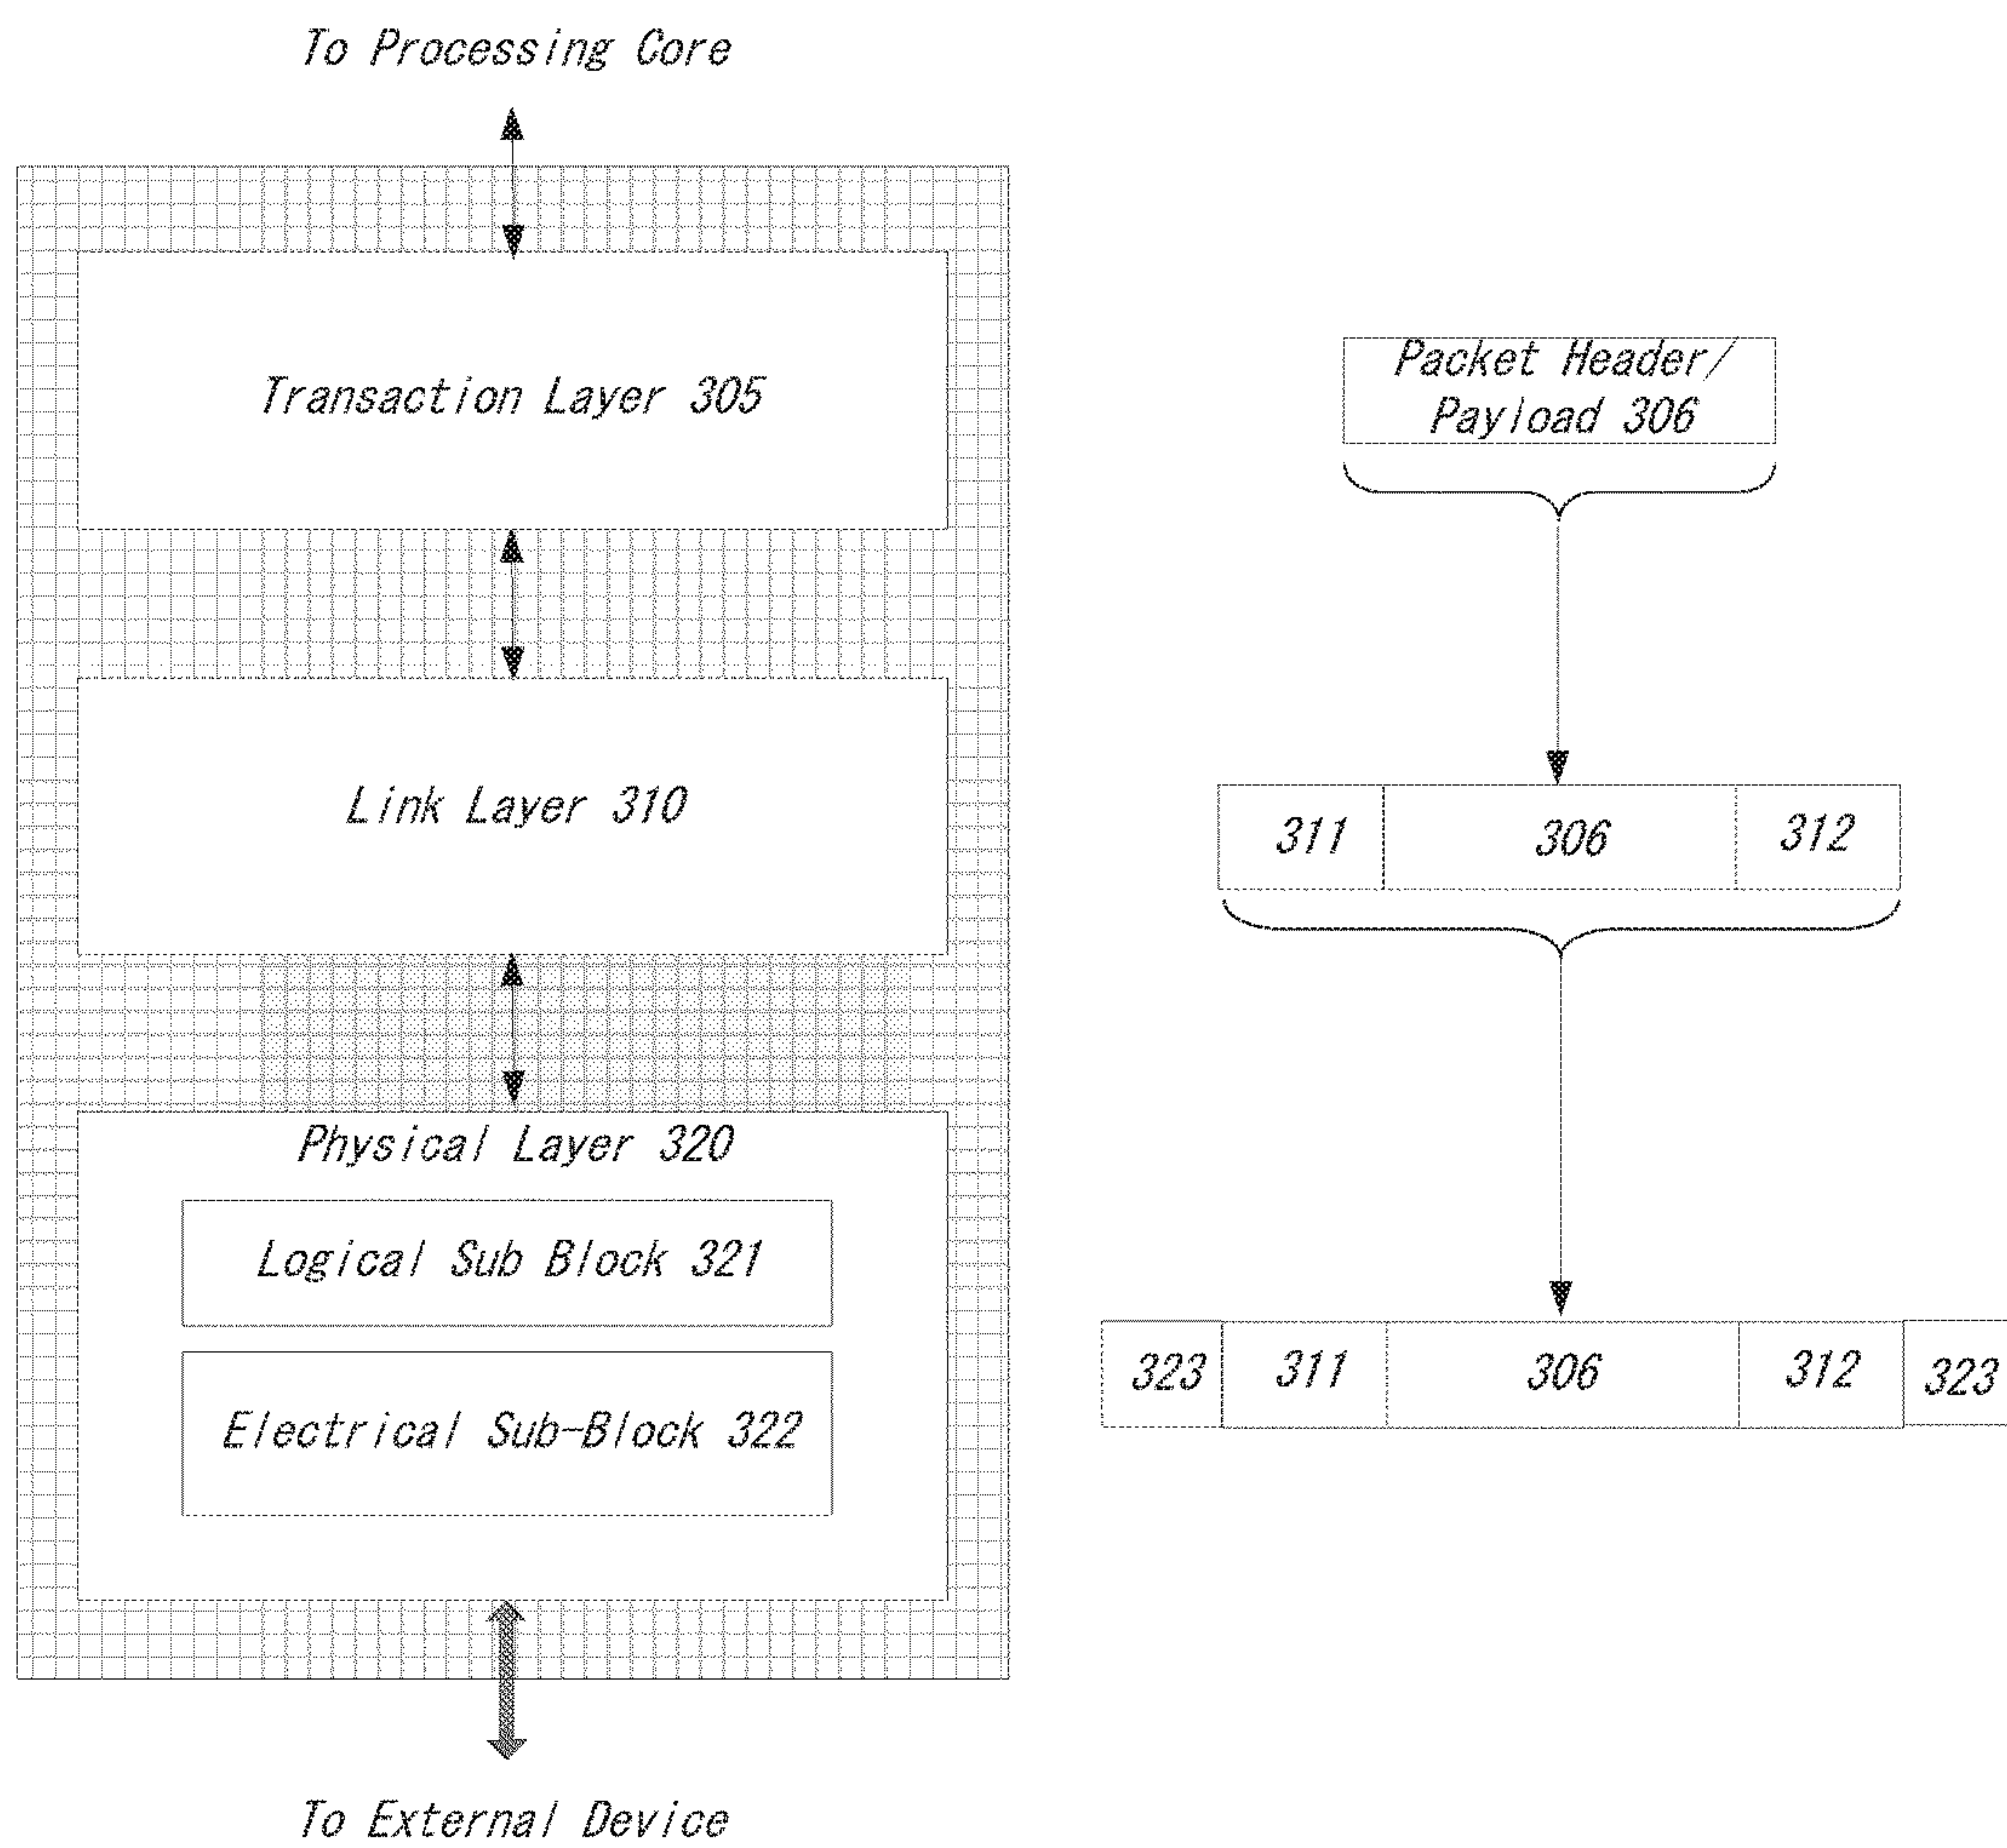 To Processing Core
Transaction Layer 305
Packet Header/
Payload 306
Link Layer 310
311 306 312
Physical Layer 320
Logical Sub Block 321
Electrical Sub-Block 322
323 311 306 312 323
To External Device